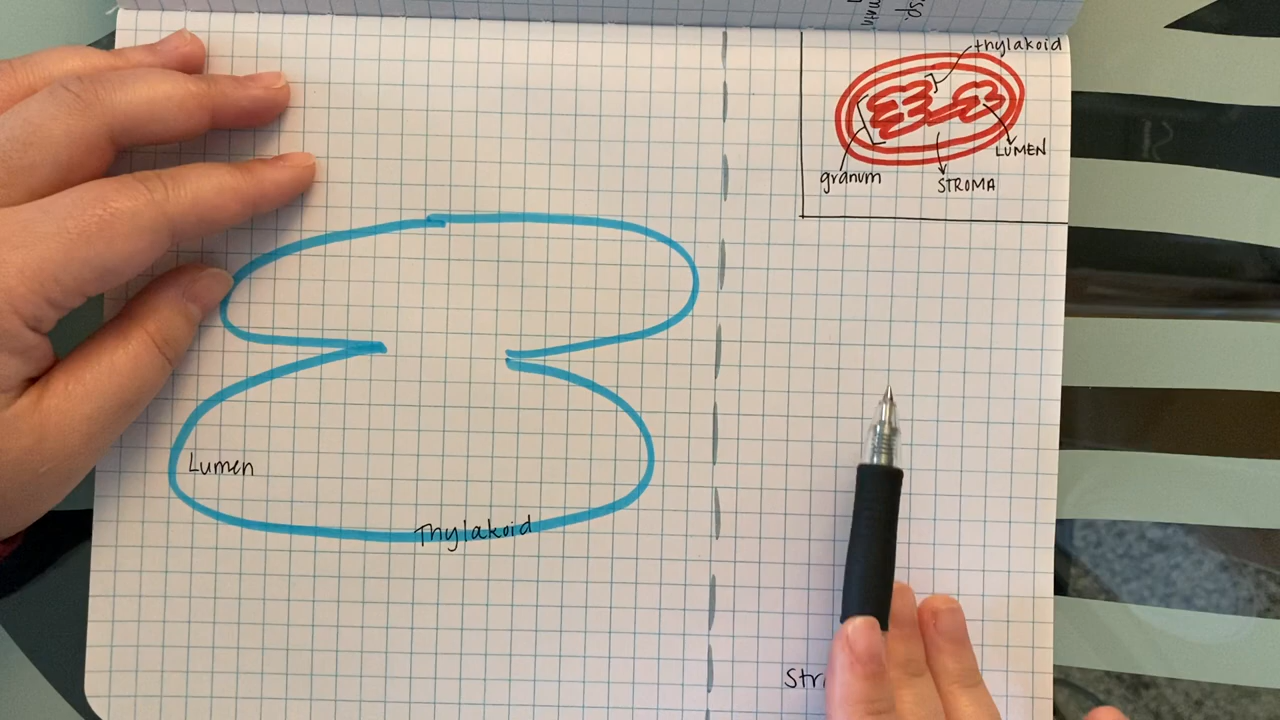 thylakoid
LUMEN
granum
STROMA
Lumen
Thylakoid